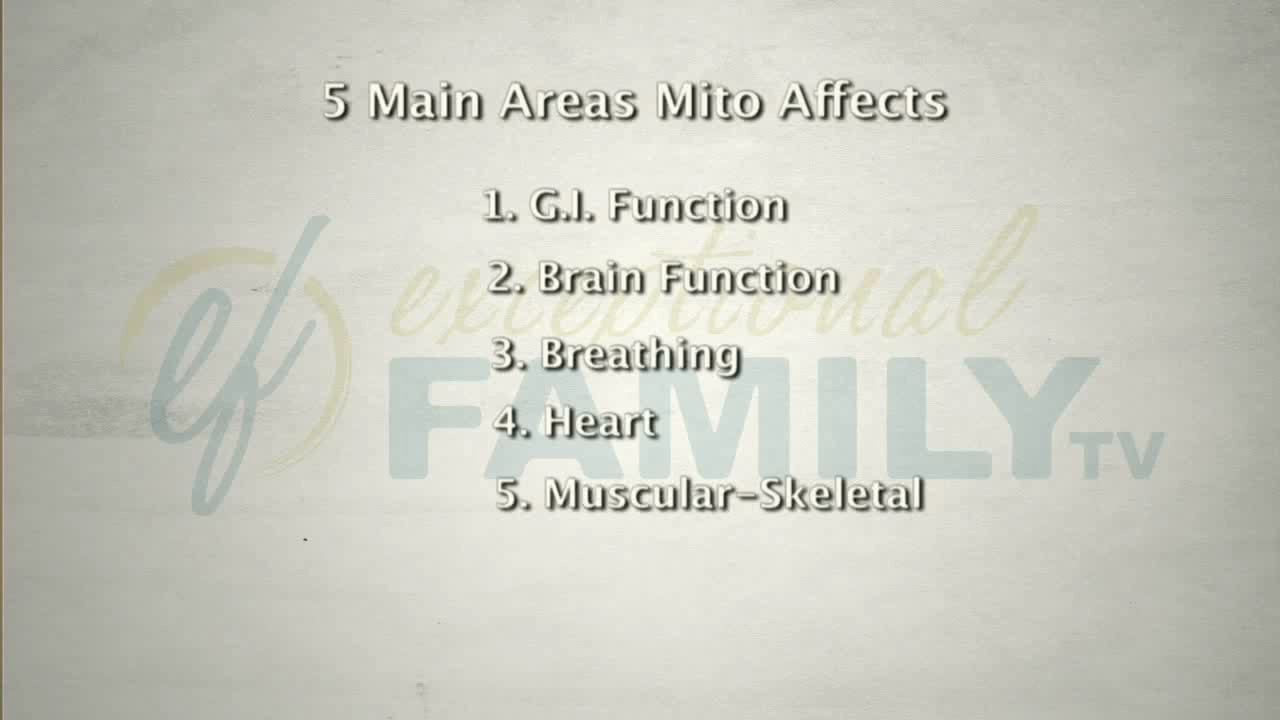 5 Main Areas Mito Affects
1. G.I. Function
2. Brain Function
3. Breathing
4. Heart
5. Muscular-Skeletal
ef exceptional
FAMILY TV